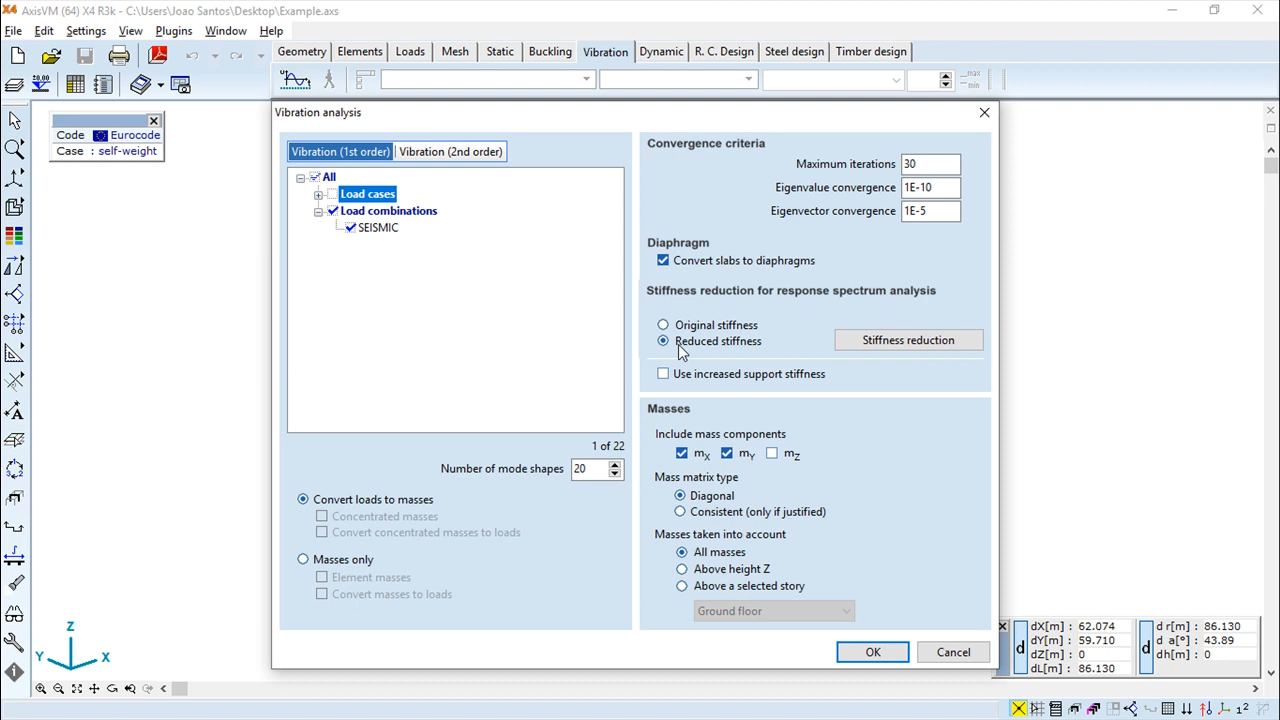 X4 AxisVM (64) X4 R3k - C:\Users\Joao Santos\Desktop\Example.axs
File Edit Settings View Plugins Window Help
Geometry Elements Loads Mesh Static Buckling Vibration Dynamic R. C. Design Steel design Timber design
max
min
Code Eurocode
Case : self-weight
Vibration analysis
Vibration (1st order) Vibration (2nd order)
All
Load cases
Load combinations
SEISMIC
1 of 22
Number of mode shapes 20
Convert loads to masses
Concentrated masses
Convert concentrated masses to loads
Masses only
Element masses
Convert masses to loads
Convergence criteria
Maximum iterations 30
Eigenvalue convergence 1E-10
Eigenvector convergence 1E-5
Diaphragm
Convert slabs to diaphragms
Stiffness reduction for response spectrum analysis
Original stiffness
Reduced stiffness Stiffness reduction
Use increased support stiffness
Masses
Include mass components
mX mY mZ
Mass matrix type
Diagonal
Consistent (only if justified)
Masses taken into account
All masses
Above height Z
Above a selected story
Ground floor
OK Cancel
Z
Y X
d
dX[m] : 62.074
dY[m] : 59.710
dZ[m] : 0
dL[m] : 86.130
d
d r[m] : 86.130
d a[°] : 43.89
dh[m] : 0